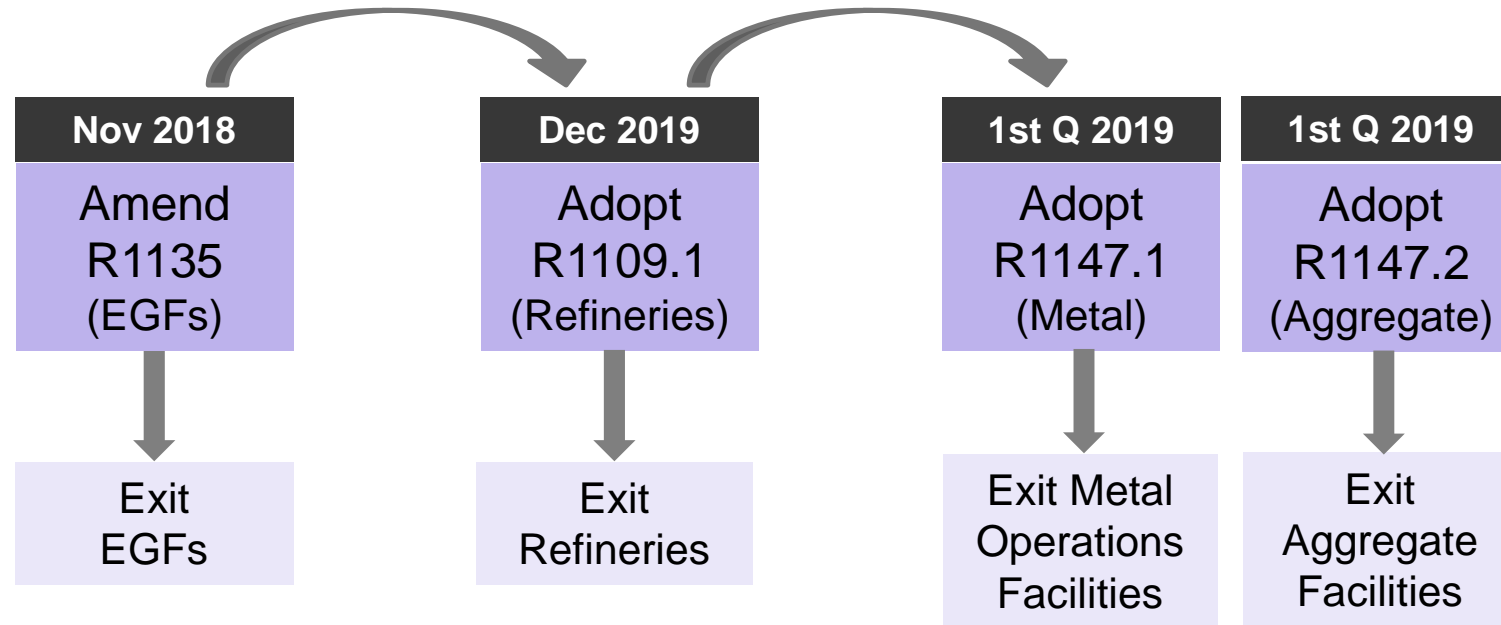 Nov 2018
Amend
R1135
(EGFs)
Exit
EGFs
Dec 2019
Adopt
R1109.1
(Refineries)
Exit
Refineries
1st Q 2019
Adopt
R1147.1
(Metal)
Exit Metal
Operations
Facilities
1st Q 2019
Adopt
R1147.2
(Aggregate)
Exit
Aggregate
Facilities